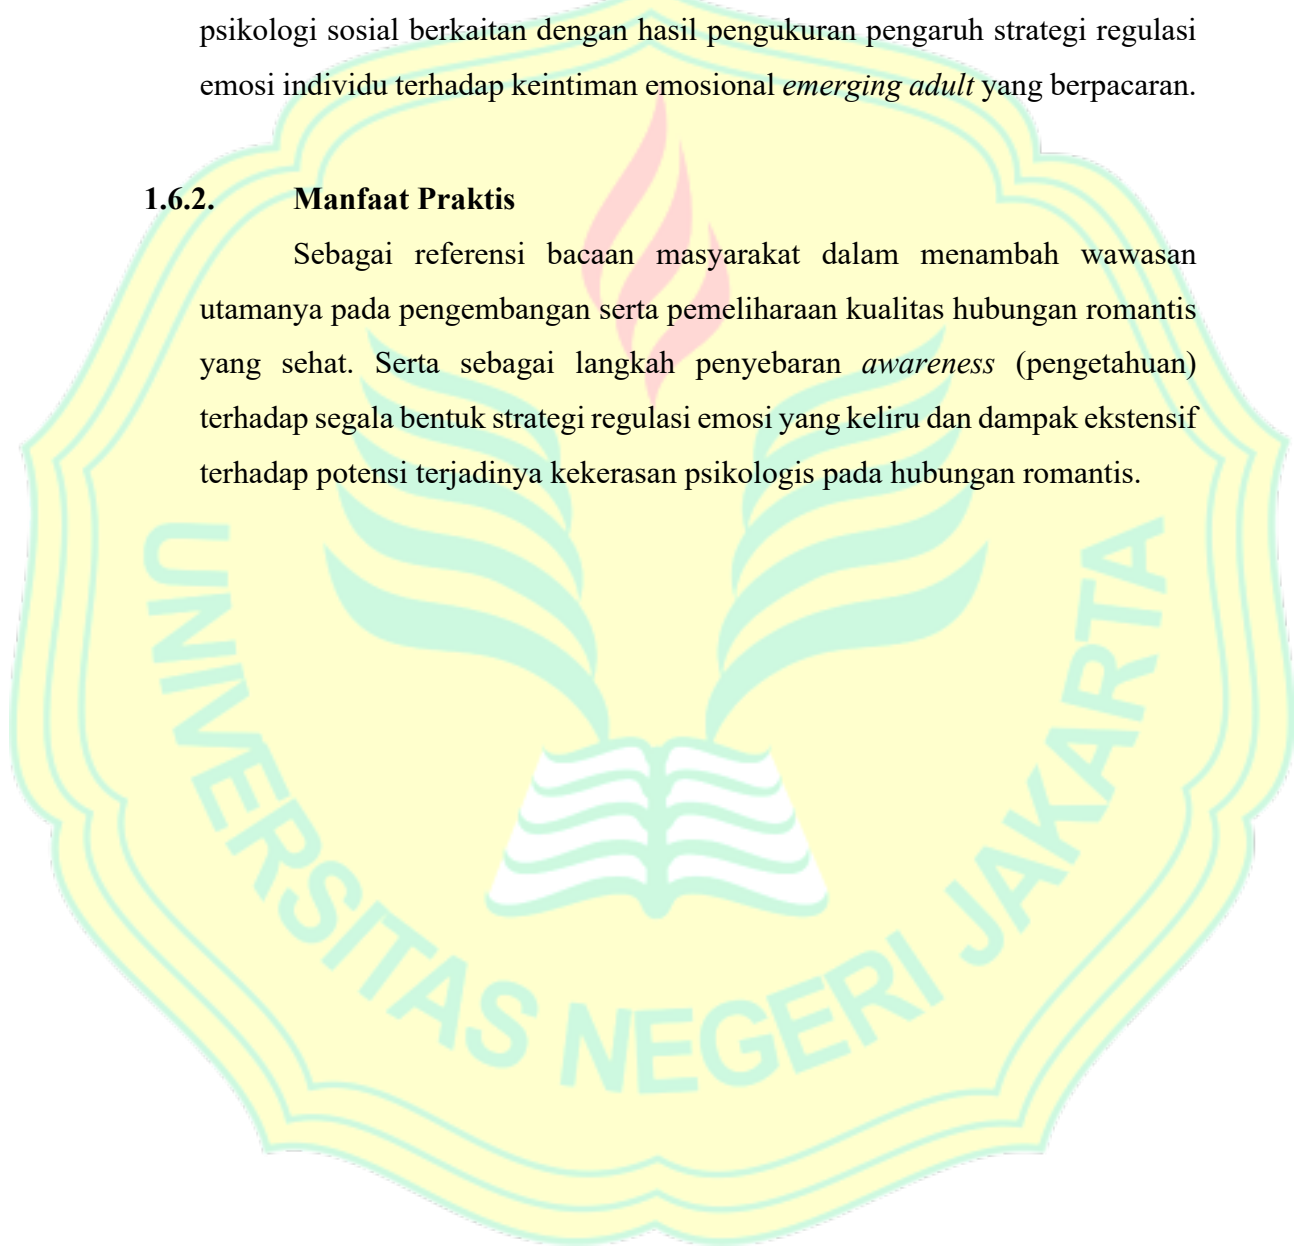 psikologi sosial berkaitan dengan hasil pengukuran pengaruh strategi regulasi
emosi individu terhadap keintiman emosional emerging adult yang berpacaran.
1.6.2. Manfaat Praktis
Sebagai referensi bacaan masyarakat dalam menambah wawasan
utamanya pada pengembangan serta pemeliharaan kualitas hubungan romantis
yang sehat. Serta sebagai langkah penyebaran awareness (pengetahuan)
terhadap segala bentuk strategi regulasi emosi yang keliru dan dampak ekstensif
terhadap potensi terjadinya kekerasan psikologis pada hubungan romantis.
UNIVERSITAS NEGERI JAKARTA